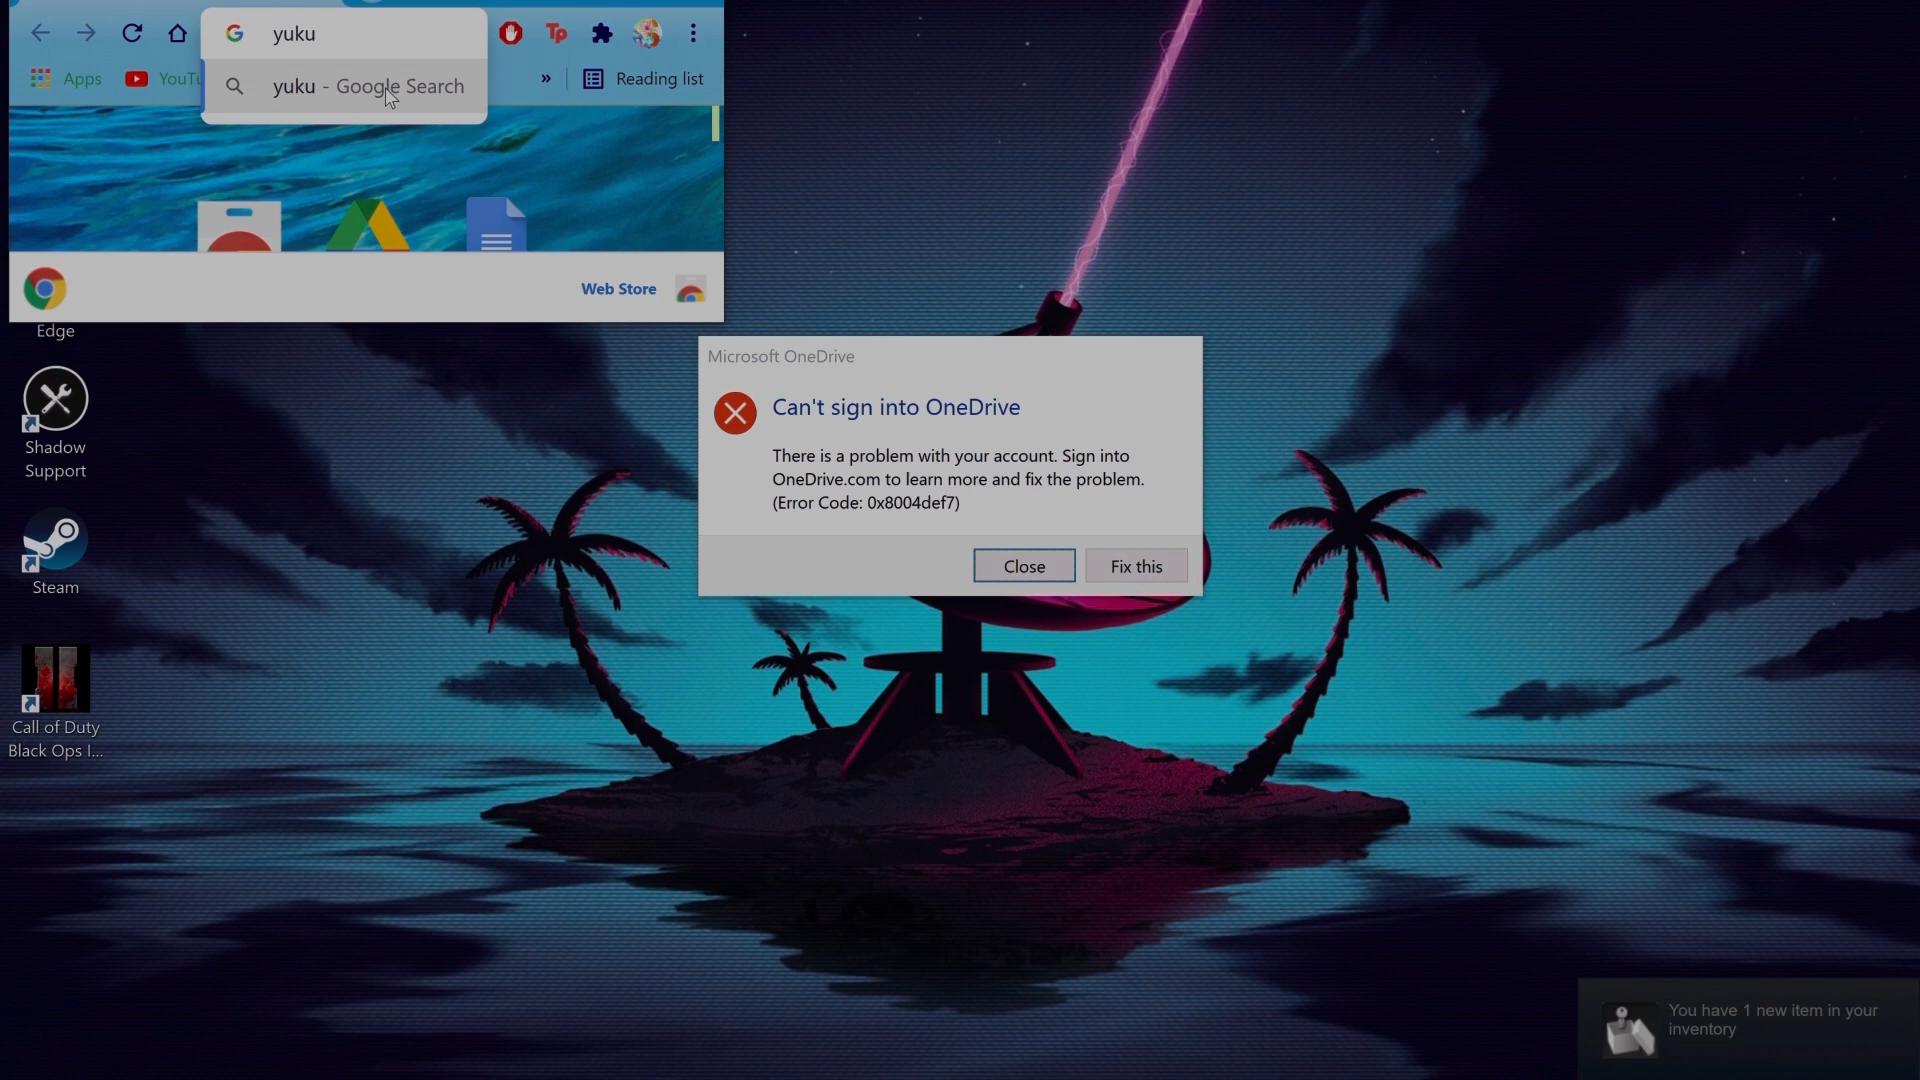 yuku
yuku - Google Search
Tp
Apps
YouTu
»
Reading list
Web Store
Edge
Shadow
Support
Steam
Call of Duty
Black Ops I...
Microsoft OneDrive
Can't sign into OneDrive
There is a problem with your account. Sign into
OneDrive.com to learn more and fix the problem.
(Error Code: 0x8004def7)
Close
Fix this
You have 1 new item in your
inventory